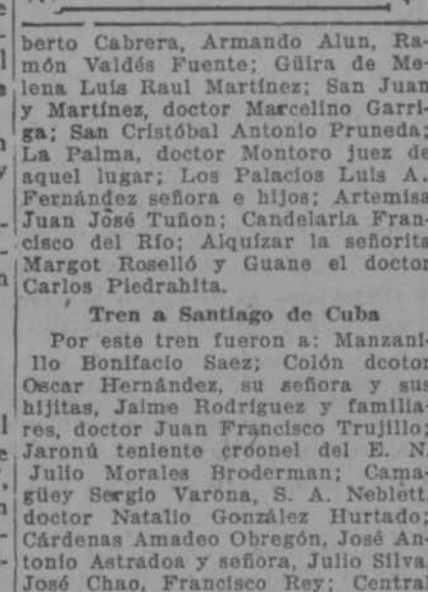 berto Cabrera, Armando Alun, Ra-
món Valdés Fuente; Güira de Me-
lena Luis Raul Martínez; San Juan
y Martínez, doctor Marcelino Garri-
ga; San Cristóbal Antonio Pruneda;
La Palma, doctor Montoro juez de
aquel lugar; Los Palacios Luis A.
Fernández señora e hijos; Artemisa
Juan José Tuñon; Candelaria Fran-
cisco del Río; Alquízar la señorita
Margot Roselló y Guane el doctor
Carlos Piedrahita.
Tren a Santiago de Cuba
Por este tren fueron a: Manzani-
llo Bonifacio Saez; Colón dcotor
Oscar Hernández, su señora y sus
hijitas, Jaime Rodríguez y familia-
res, doctor Juan Francisco Trujillo;
Jaronú teniente croonel del E. N.
Julio Morales Broderman; Cama-
güey Sergio Varona, S. A. Neblett,
doctor Natalio González Hurtado;
Cárdenas Amadeo Obregón, José An-
tonio Astradoa y señora, Julio Silva,
José Chao, Francisco Rey; Central